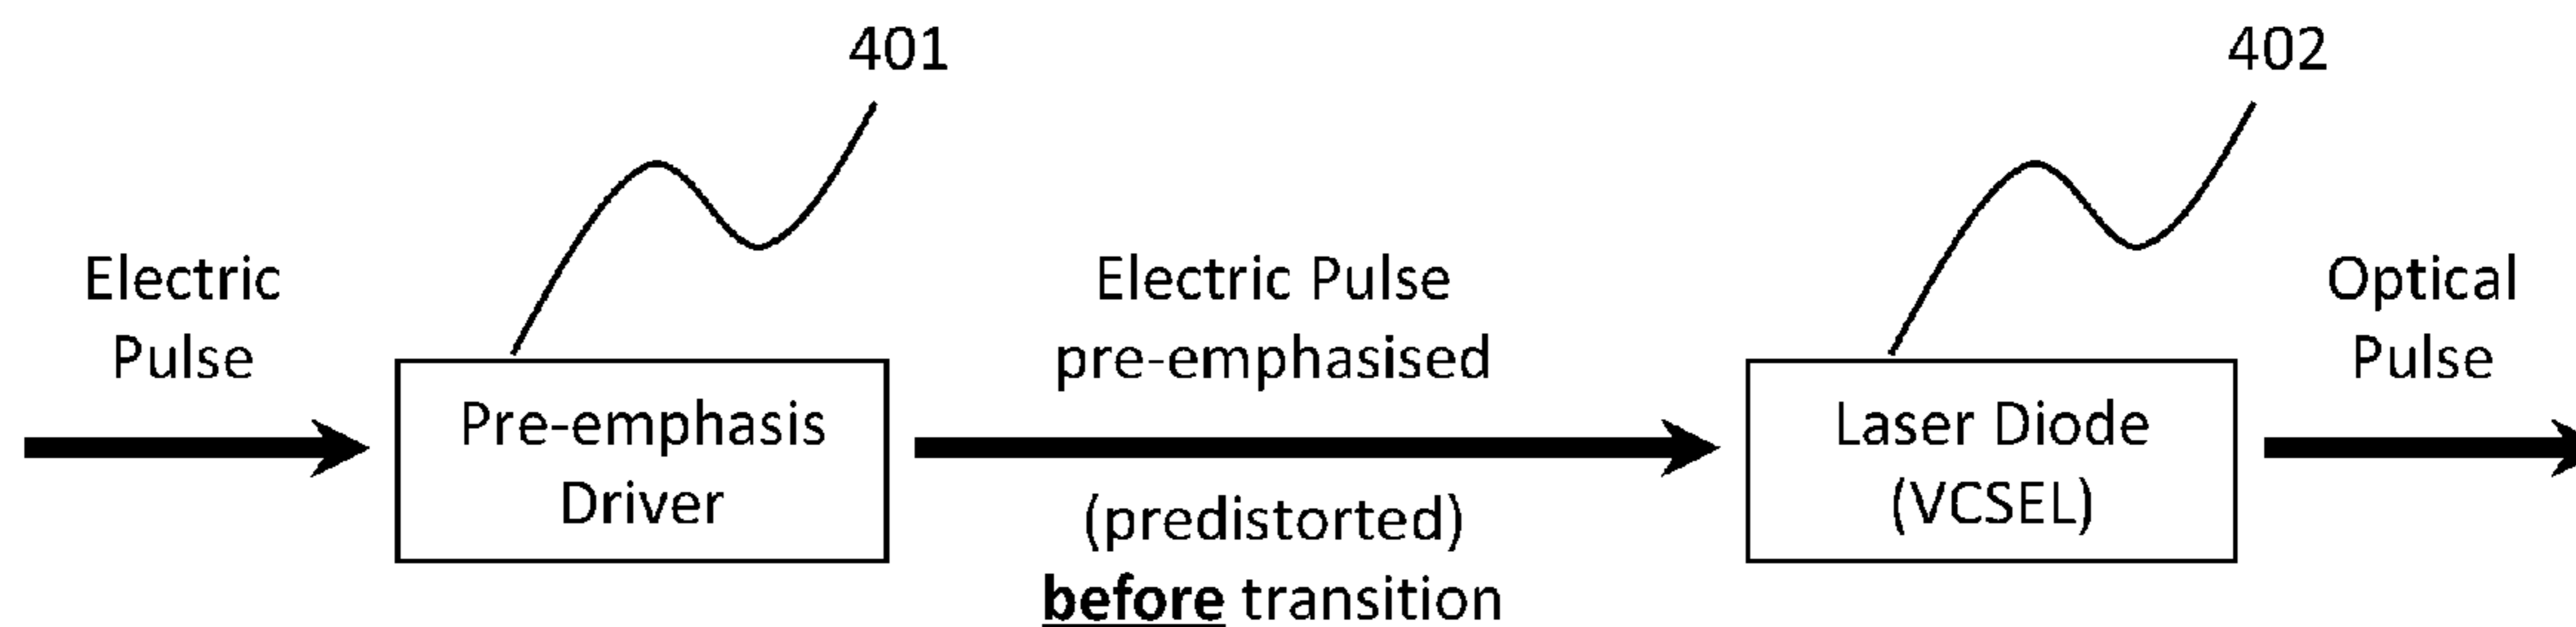 401
402
Electric
Pulse
Electric Pulse
pre-emphasised
Optical
Pulse
Pre-emphasis
Driver
(predistorted)
before transition
Laser Diode
(VCSEL)